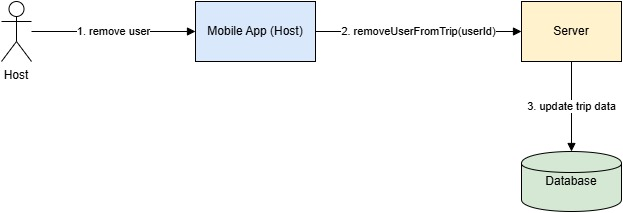 1. remove user
Mobile App (Host)
2. removeUserFromTrip(userId)
Server
Host
3. update trip data
Database